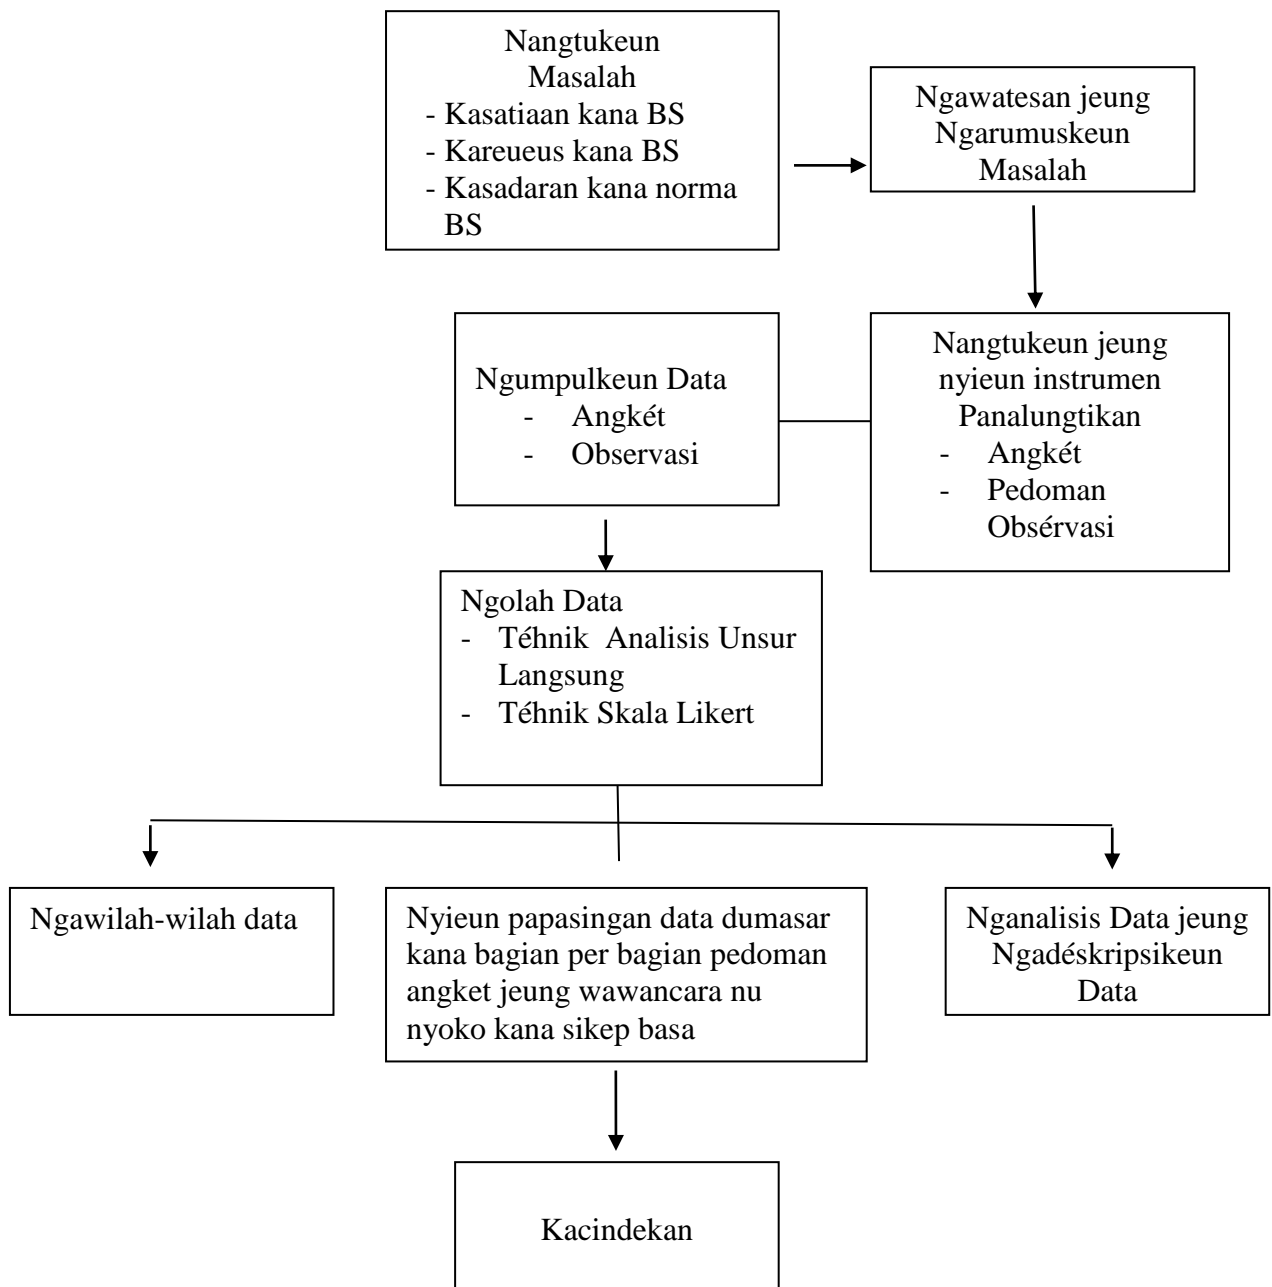 Nangtukeun
Masalah
- Kasatiaan kana BS
- Kareueus kana BS
- Kasadaran kana norma
BS
Ngawatesan jeung
Ngarumuskeun
Masalah
Nangtukeun jeung
nyieun instrumen
Panalungtikan
- Angkét
- Pedoman
Obsérvasi
Ngumpulkeun Data
- Angkét
- Observasi
Ngolah Data
- Téhnik Analisis Unsur
Langsung
- Téhnik Skala Likert
Ngawilah-wilah data
Nyieun papasingan data dumasar
kana bagian per bagian pedoman
angket jeung wawancara nu
nyoko kana sikep basa
Nganalisis Data jeung
Ngadéskripsikeun
Data
Kacindekan